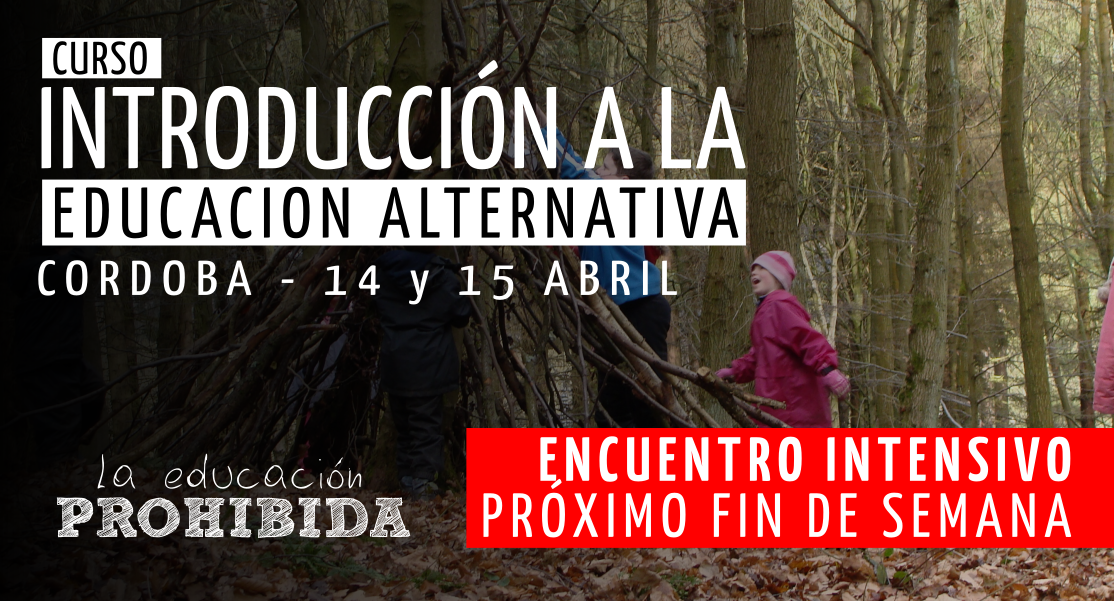 CURSO
INTRODUCCIÓN A LA
EDUCACION ALTERNATIVA
CORDOBA - 14 y 15 ABRIL
La educación
PROHIBIDA
ENCUENTRO INTENSIVO
PRÓXIMO FIN DE SEMANA